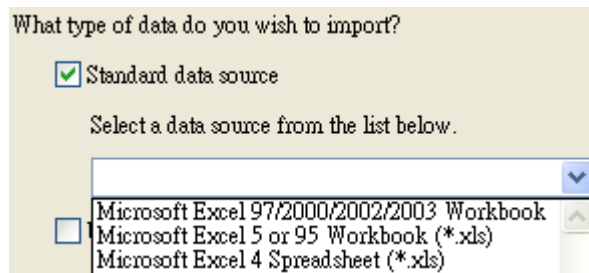 What type of data do you wish to import?
Standard data source
Select a data source from the list below.
Microsoft Excel 97/2000/2002/2003 Workbook
Microsoft Excel 5 or 95 Workbook (*.xls)
Microsoft Excel 4 Spreadsheet (*.xls)